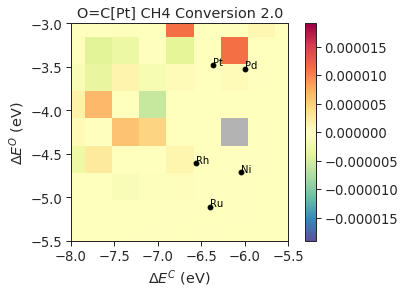 O=C[Pt] CH4 Conversion 2.0
−3.0
−3.5
−4.0
−4.5
−5.0
−5.5
ΔE^O (eV)
Pt
Pd
Rh
Ni
Ru
−8.0 −7.5 −7.0 −6.5 −6.0 −5.5
ΔE^C (eV)
0.000015
0.000010
0.000005
0.000000
−0.000005
−0.000010
−0.000015